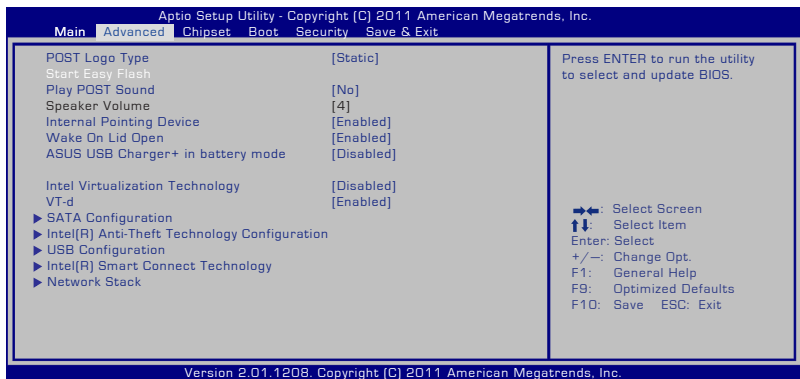 Aptio Setup Utility - Copyright (C) 2011 American Megatrends, Inc.
Main Advanced Chipset Boot Security Save & Exit
POST Logo Type [Static]
Start Easy Flash
Play POST Sound [No]
Speaker Volume [4]
Internal Pointing Device [Enabled]
Wake On Lid Open [Enabled]
ASUS USB Charger+ in battery mode [Disabled]
Intel Virtualization Technology [Disabled]
VT-d [Enabled]
SATA Configuration
Intel(R) Anti-Theft Technology Configuration
USB Configuration
Intel(R) Smart Connect Technology
Network Stack
Press ENTER to run the utility
to select and update BIOS.
→←: Select Screen
↑↓: Select Item
Enter: Select
+/—: Change Opt.
F1: General Help
F9: Optimized Defaults
F10: Save ESC: Exit
Version 2.01.1208. Copyright (C) 2011 American Megatrends, Inc.